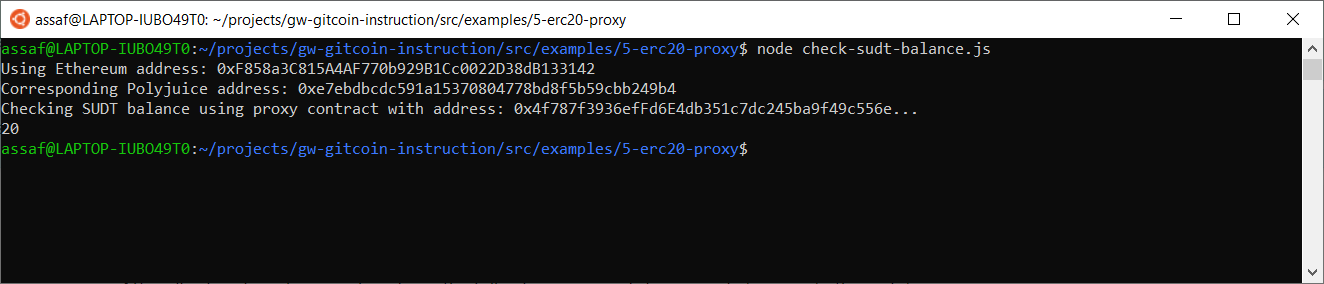 assaf@LAPTOP-IUBO49T0: ~/projects/gw-gitcoin-instruction/src/examples/5-erc20-proxy
assaf@LAPTOP-IUBO49T0:~/projects/gw-gitcoin-instruction/src/examples/5-erc20-proxy$ node check-sudt-balance.js
Using Ethereum address: 0xF858a3C815A4AF770b929B1Cc0022D38dB133142
Corresponding Polyjuice address: 0xe7ebdbcdc591a15370804778bd8f5b59cbb249b4
Checking SUDT balance using proxy contract with address: 0x4f787f3936efFd6E4db351c7dc245ba9f49c556e...
20
assaf@LAPTOP-IUBO49T0:~/projects/gw-gitcoin-instruction/src/examples/5-erc20-proxy$